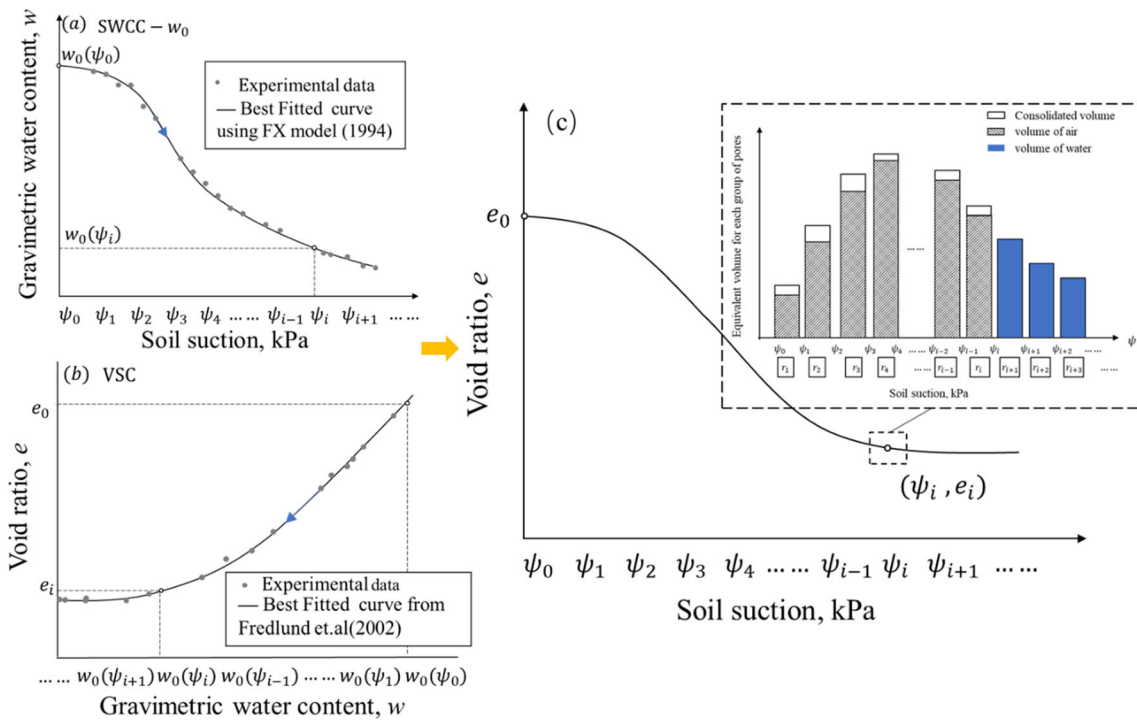 (a) SWCC − w₀
Gravimetric water content, w
w₀(ψ₀)
w₀(ψᵢ)
Experimental data
Best Fitted curve
using FX model (1994)
ψ₀ ψ₁ ψ₂ ψ₃ ψ₄ …… ψᵢ₋₁ ψᵢ ψᵢ₊₁ ……
Soil suction, kPa
(b) VSC
Void ratio, e
e₀
eᵢ
Experimental data
Best Fitted curve from
Fredlund et.al(2002)
…… w₀(ψᵢ₊₁) w₀(ψᵢ) w₀(ψᵢ₋₁) …… w₀(ψ₁) w₀(ψ₀)
Gravimetric water content, w
(c)
Void ratio, e
e₀
(ψᵢ , eᵢ)
ψ₀ ψ₁ ψ₂ ψ₃ ψ₄ …… ψᵢ₋₁ ψᵢ ψᵢ₊₁ ……
Soil suction, kPa
Consolidated volume
volume of air
volume of water
Equivalent volume for each group of pores
……
ψ₀ ψ₁ ψ₂ ψ₃ ψ₄ …… ψᵢ₋₂ ψᵢ₋₁ ψᵢ ψᵢ₊₁ ψᵢ₊₂ …… ψ
r₁ r₂ r₃ r₄ …… rᵢ₋₁ rᵢ rᵢ₊₁ rᵢ₊₂ rᵢ₊₃ ……
Soil suction, kPa